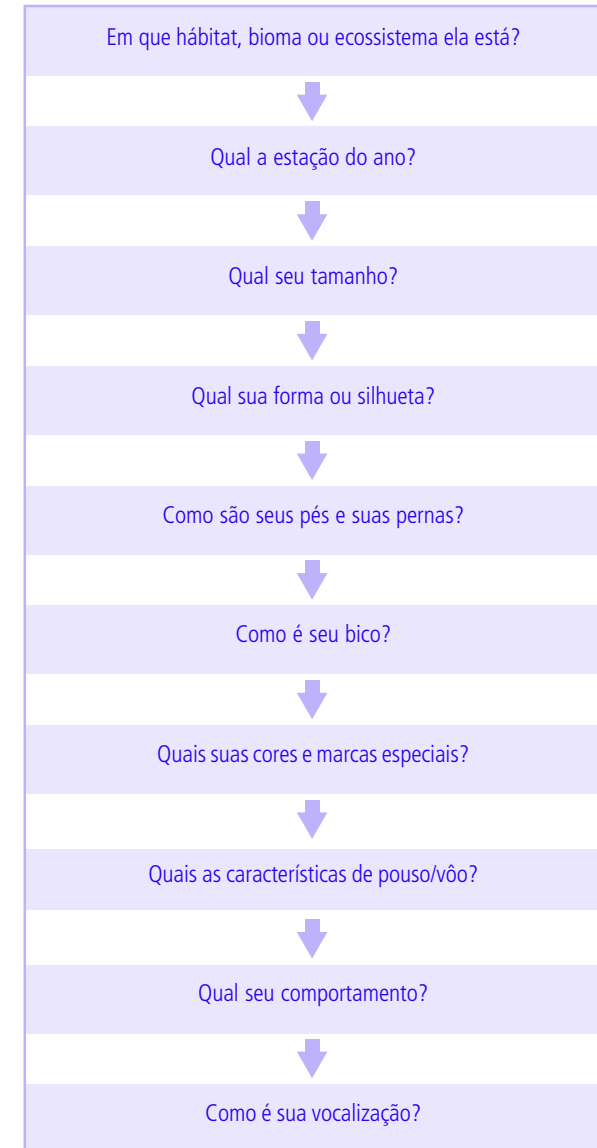 Em que hábitat, bioma ou ecossistema ela está?
Qual a estação do ano?
Qual seu tamanho?
Qual sua forma ou silhueta?
Como são seus pés e suas pernas?
Como é seu bico?
Quais suas cores e marcas especiais?
Quais as características de pouso/vôo?
Qual seu comportamento?
Como é sua vocalização?